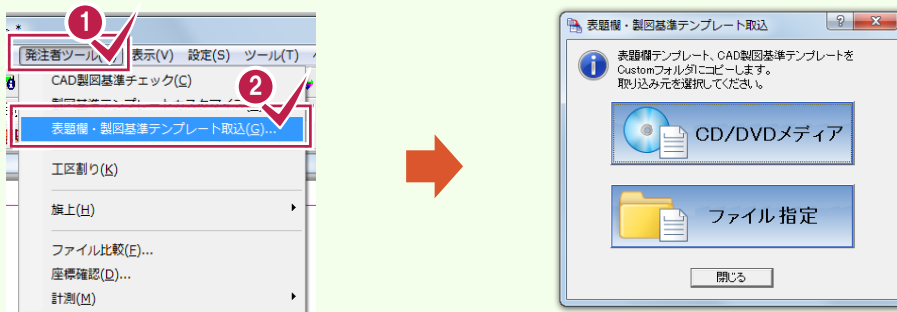 1
発注者ツール 表示(V) 設定(S) ツール(T)
CAD製図基準チェック(C)
2
表題欄・製図基準テンプレート取込(G)...
工区割り(K)
旗上(H)
ファイル比較(F)...
座標確認(D)...
計測(M)
表題欄・製図基準テンプレート取込
表題欄テンプレート、CAD製図基準テンプレートを
Customフォルダにコピーします。
取り込み元を選択してください。
CD/DVDメディア
ファイル指定
閉じる